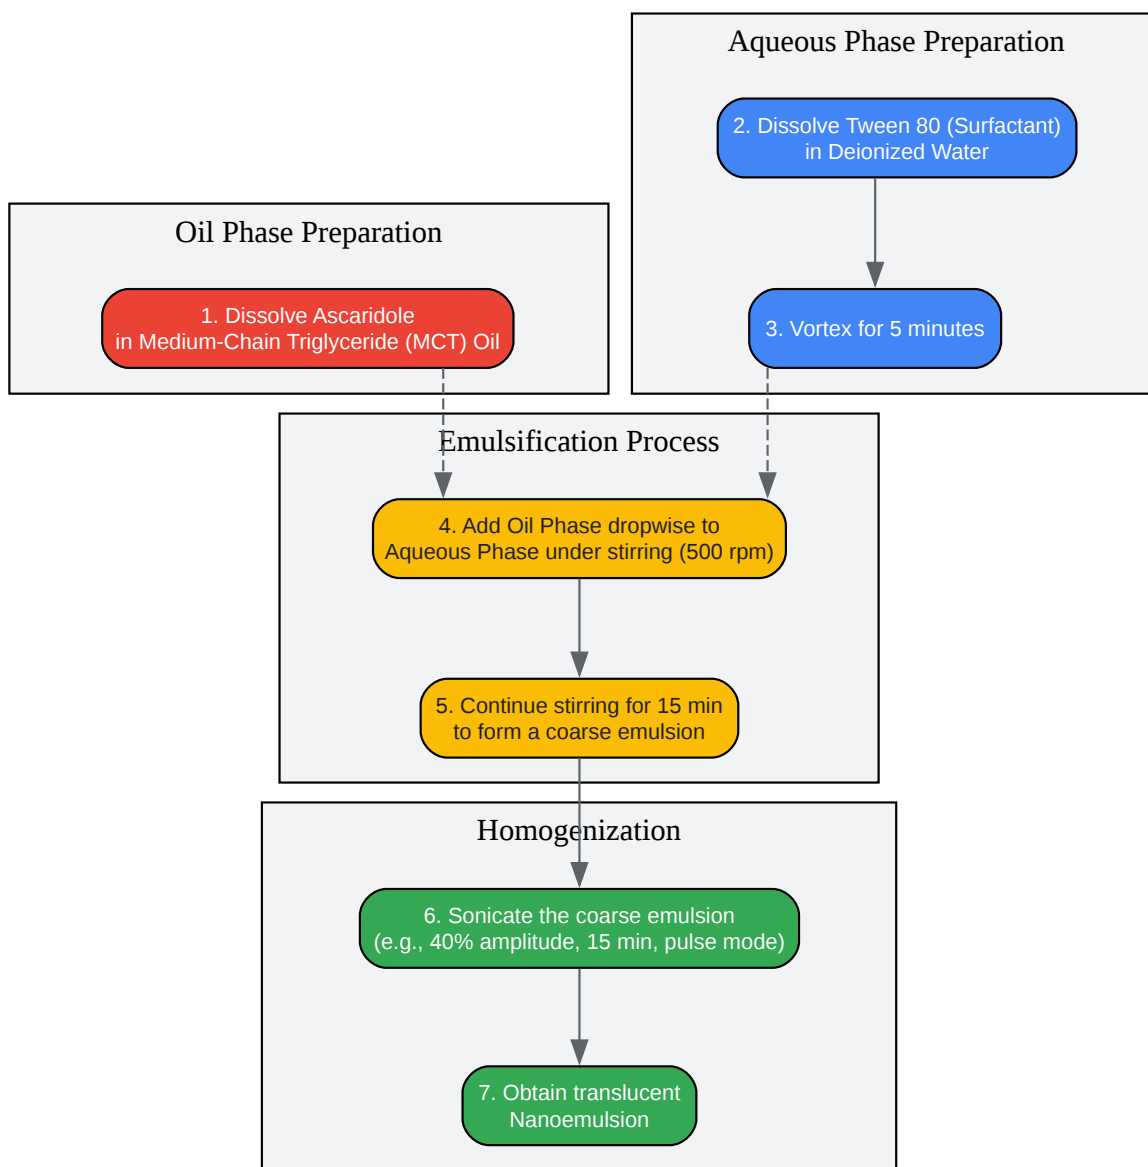 Aqueous Phase Preparation
2. Dissolve Tween 80 (Surfactant)
in Deionized Water
Oil Phase Preparation
1. Dissolve Ascaridole
in Medium-Chain Triglyceride (MCT) Oil
3. Vortex for 5 minutes
Emulsification Process
4. Add Oil Phase dropwise to
Aqueous Phase under stirring (500 rpm)
5. Continue stirring for 15 min
to form a coarse emulsion
Homogenization
6. Sonicate the coarse emulsion
(e.g., 40% amplitude, 15 min, pulse mode)
7. Obtain translucent
Nanoemulsion